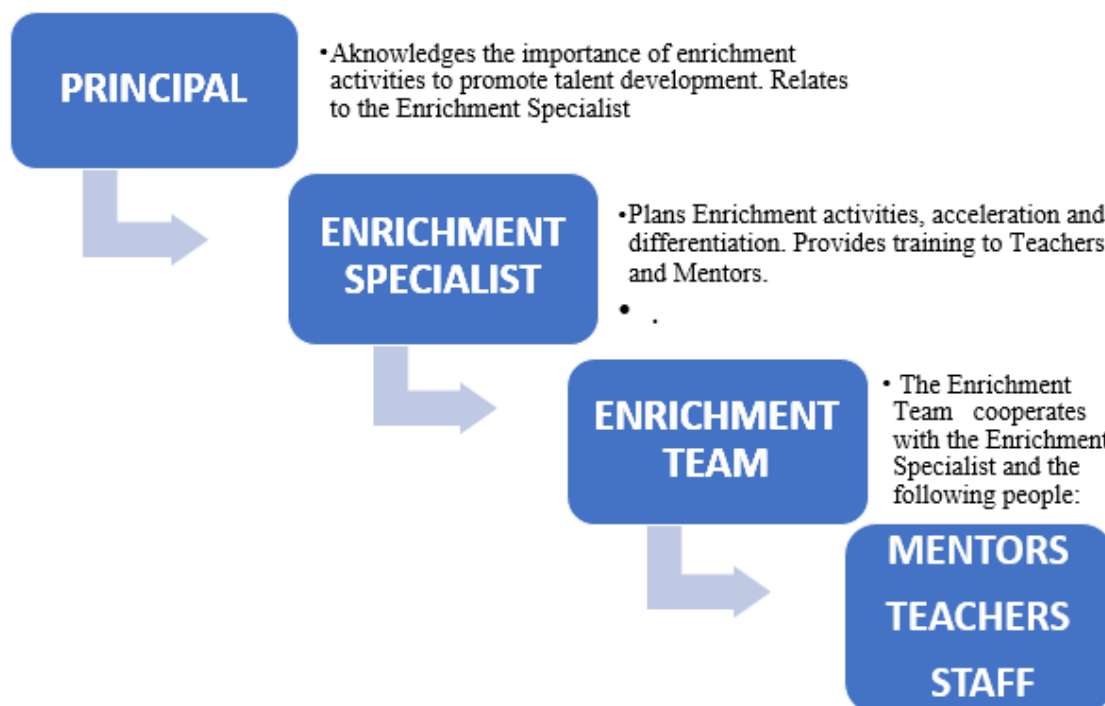 PRINCIPAL
•Aknowledges the importance of enrichment
activities to promote talent development. Relates
to the Enrichment Specialist
ENRICHMENT
SPECIALIST
•Plans Enrichment activities, acceleration and
differentiation. Provides training to Teachers
and Mentors.
• .
ENRICHMENT
TEAM
• The Enrichment
Team cooperates
with the Enrichment
Specialist and the
following people:
MENTORS
TEACHERS
STAFF